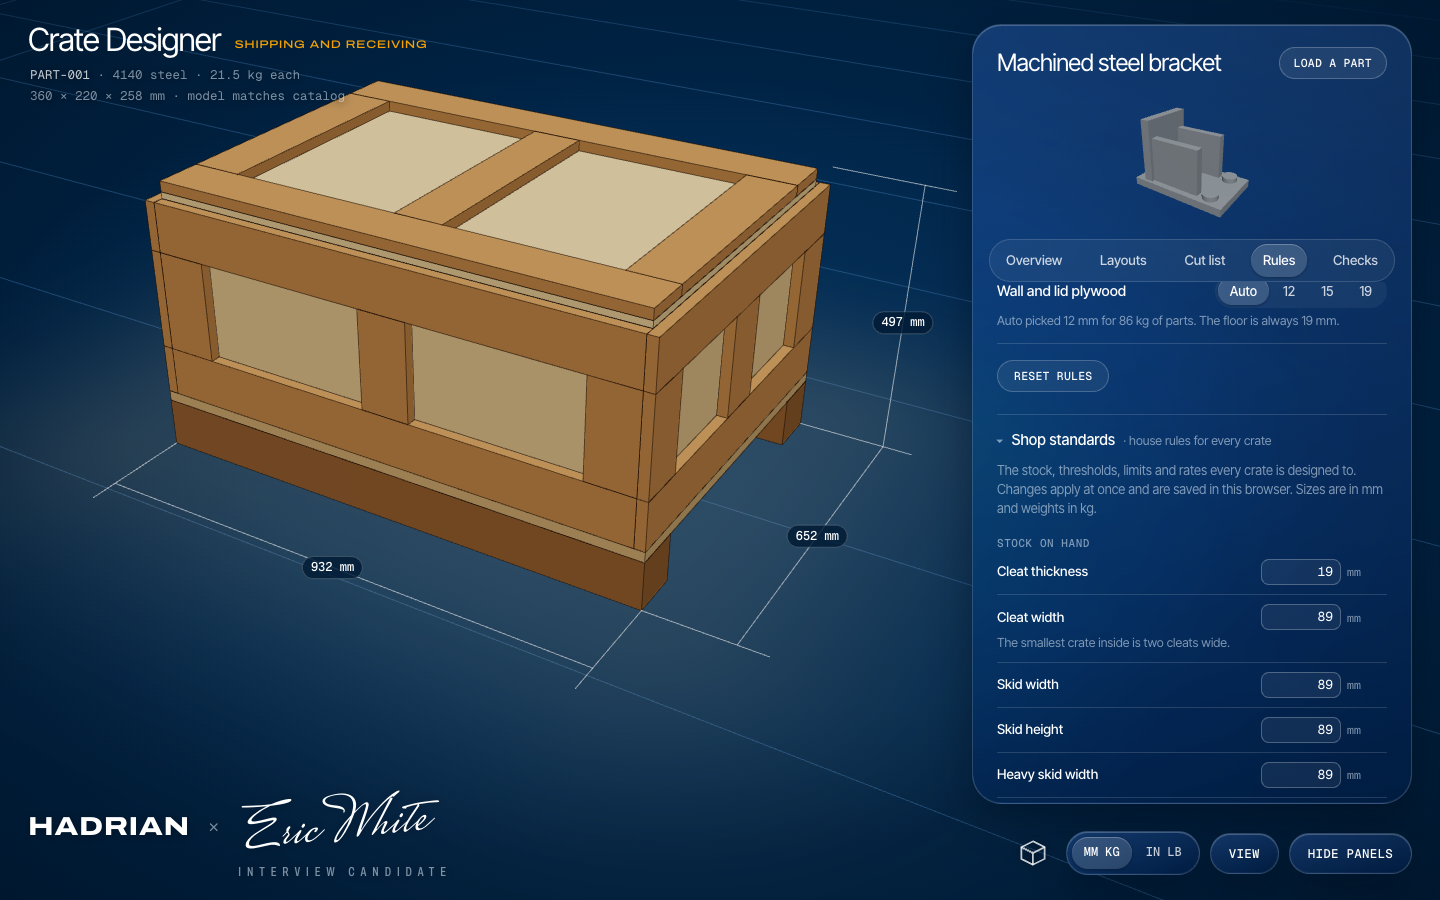 Crate Designer SHIPPING AND RECEIVING
PART-001 · 4140 steel · 21.5 kg each
360 × 220 × 258 mm · model matches catalog
497 mm
652 mm
932 mm
HADRIAN × Eric White
INTERVIEW CANDIDATE
Machined steel bracket LOAD A PART
Overview Layouts Cut list Rules Checks
Wall and lid plywood Auto 12 15 19
Auto picked 12 mm for 86 kg of parts. The floor is always 19 mm.
RESET RULES
Shop standards · house rules for every crate
The stock, thresholds, limits and rates every crate is designed to.
Changes apply at once and are saved in this browser. Sizes are in mm
and weights in kg.
STOCK ON HAND
Cleat thickness 19 mm
Cleat width 89 mm
The smallest crate inside is two cleats wide.
Skid width 89 mm
Skid height 89 mm
Heavy skid width 89 mm
MM KG IN LB VIEW HIDE PANELS